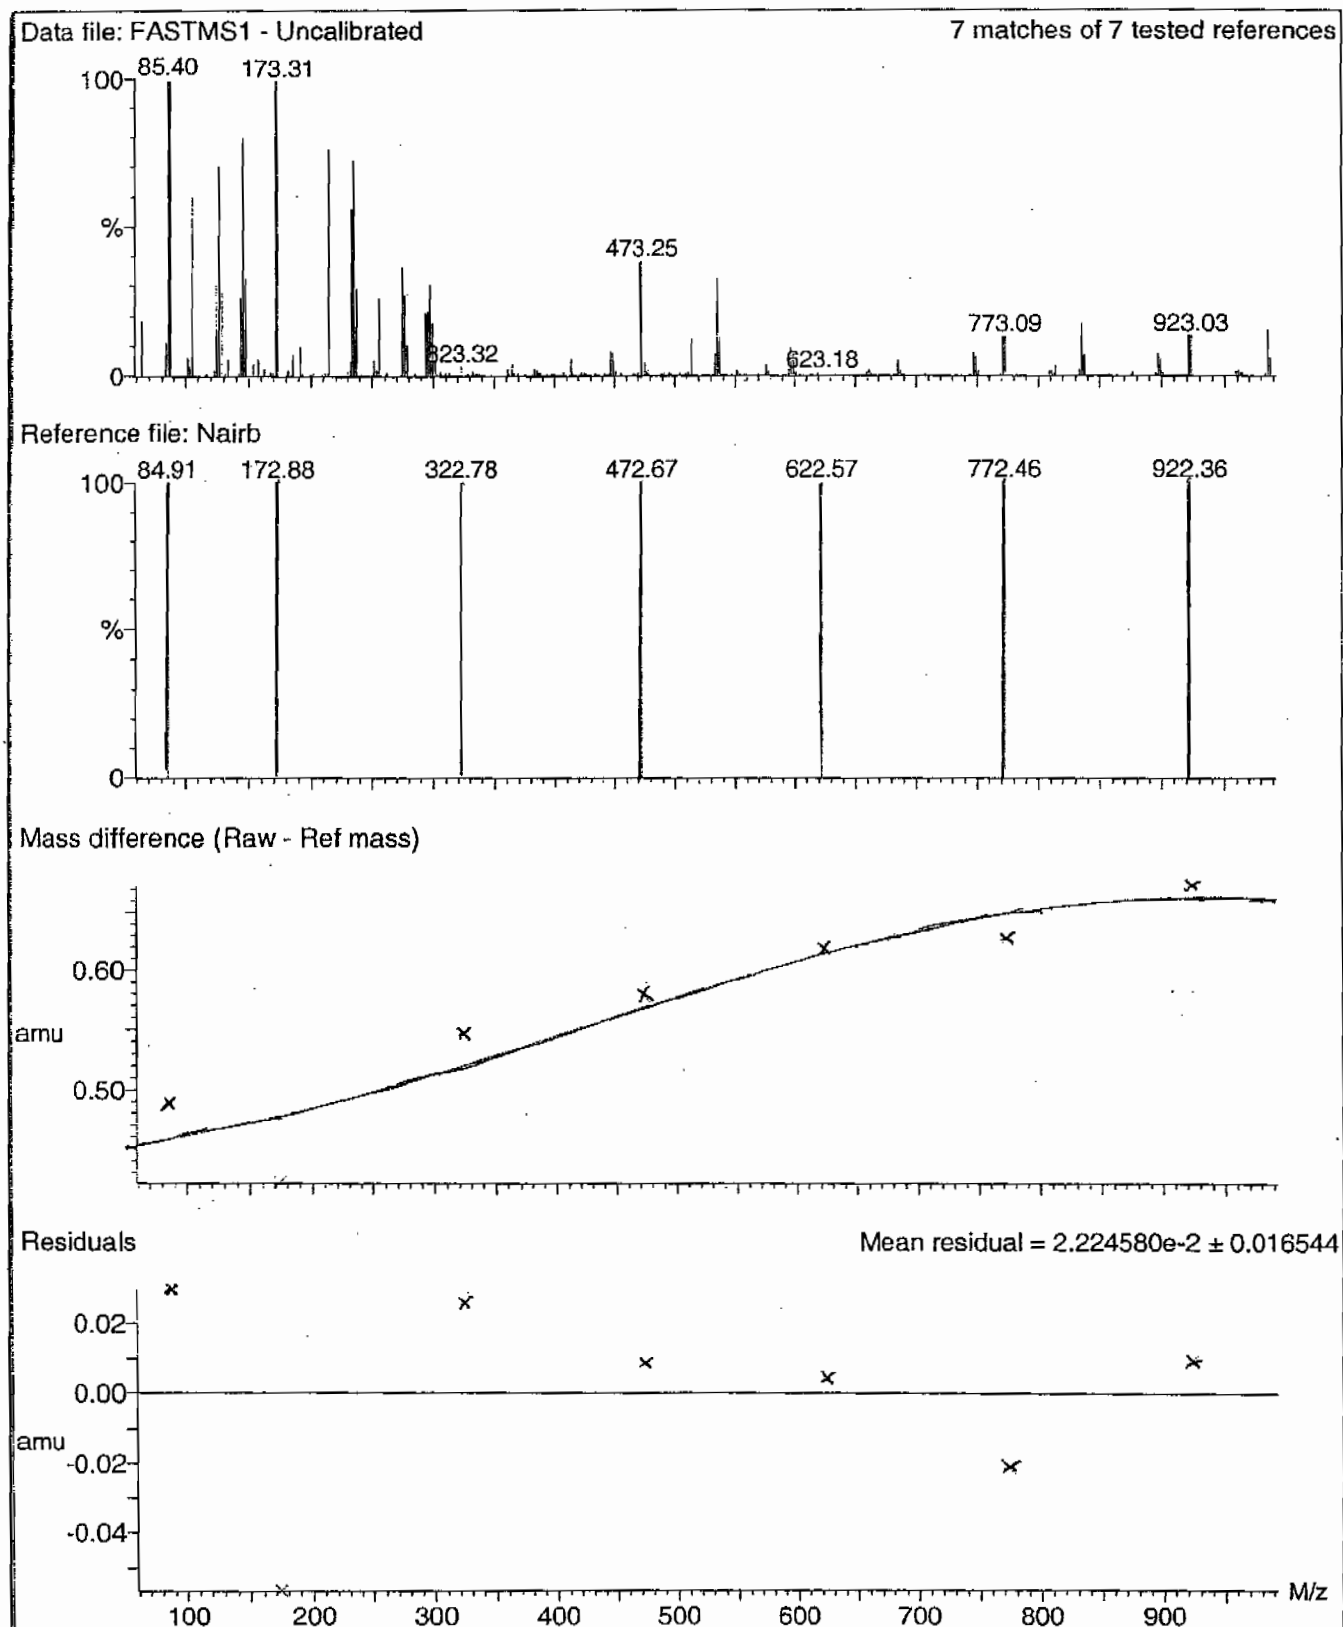 Data file: FASTMS1 - Uncalibrated 7 matches of 7 tested references
85.40 173.31
100
%
473.25
773.09 923.03
323.32 623.18
0
Reference file: Nairb
84.91 172.88 322.78 472.67 622.57 772.46 922.36
100
%
0
Mass difference (Raw - Ref mass)
0.60
amu
0.50
Residuals Mean residual = 2.224580e-2 ± 0.016544
0.02
0.00
amu
-0.02
-0.04
M/z
100 200 300 400 500 600 700 800 900